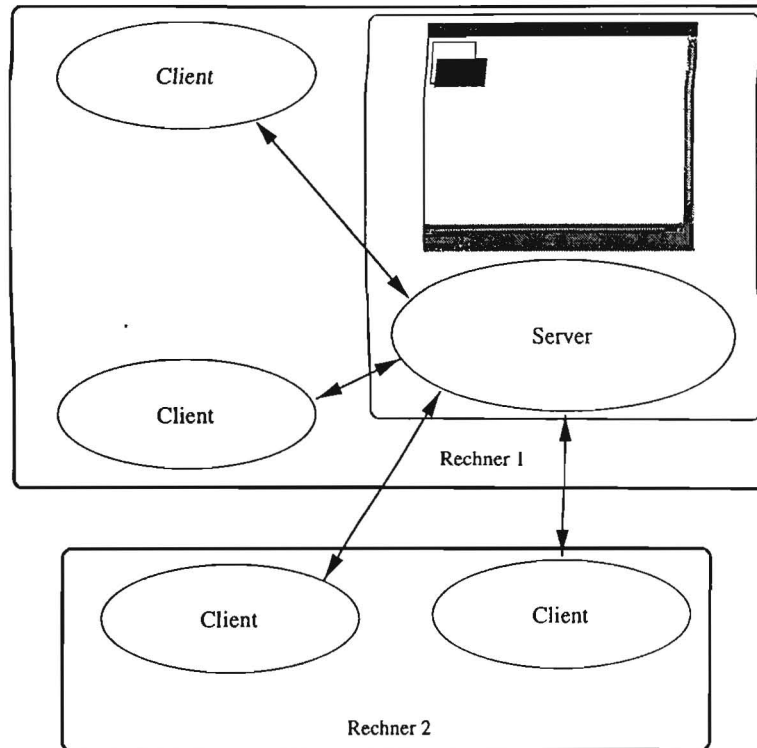 Client
Server
Client
Rechner 1
Client
Client
Rechner 2